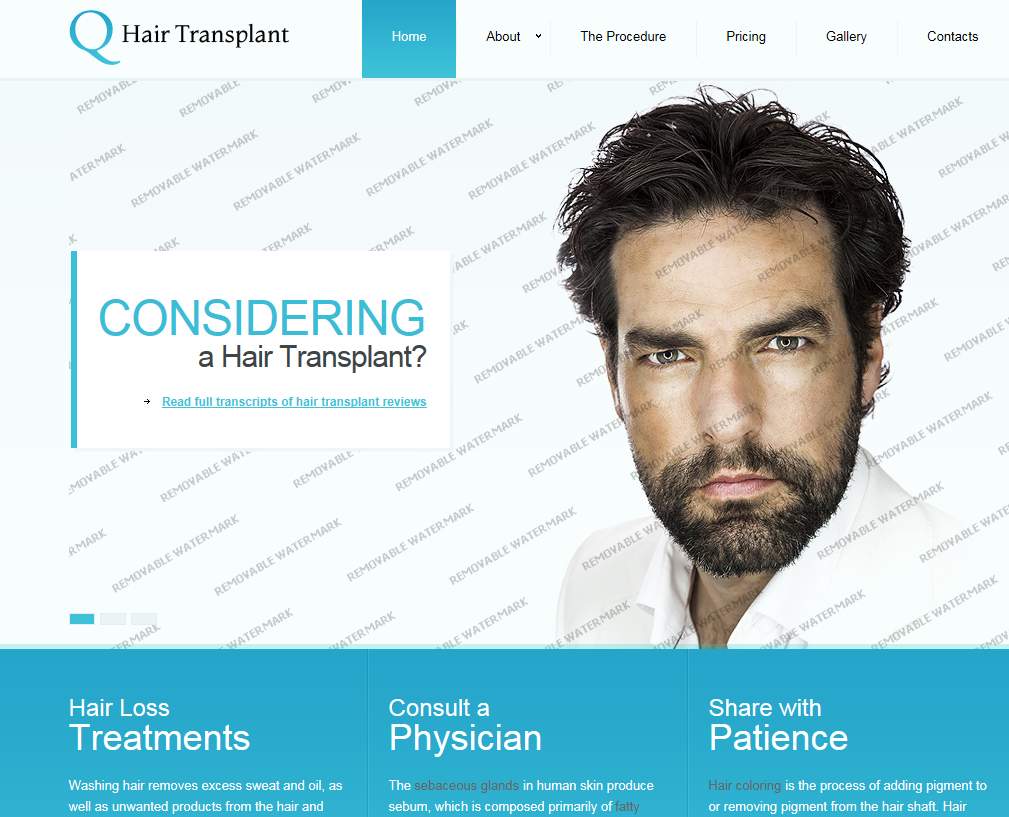 Q Hair Transplant
Home
About
The Procedure
Pricing
Gallery
Contacts
REMOVABLE WATERMARK
CONSIDERING
a Hair Transplant?
Read full transcripts of hair transplant reviews
Hair Loss
Treatments
Washing hair removes excess sweat and oil, as
well as unwanted products from the hair and
Consult a
Physician
The sebaceous glands in human skin produce
sebum, which is composed primarily of fatty
Share with
Patience
Hair coloring is the process of adding pigment to
or removing pigment from the hair shaft. Hair